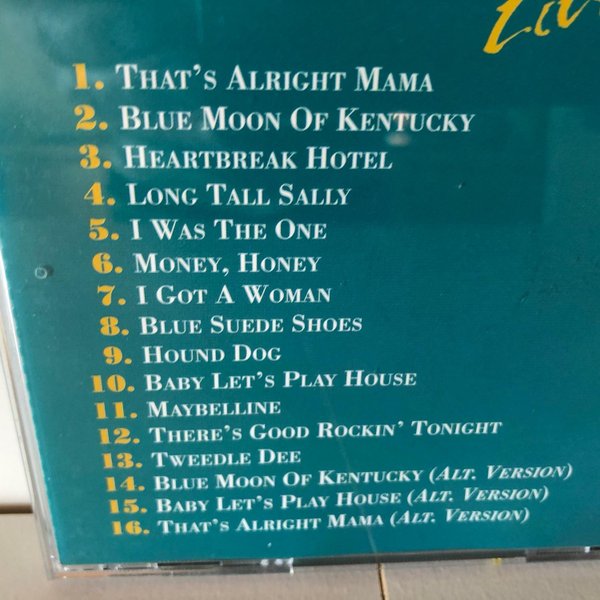 1. THAT'S ALRIGHT MAMA
2. BLUE MOON OF KENTUCKY
3. HEARTBREAK HOTEL
4. LONG TALL SALLY
5. I WAS THE ONE
6. MONEY, HONEY
7. I GOT A WOMAN
8. BLUE SUEDE SHOES
9. HOUND DOG
10. BABY LET'S PLAY HOUSE
11. MAYBELLINE
12. THERE'S GOOD ROCKIN' TONIGHT
13. TWEEDLE DEE
14. BLUE MOON OF KENTUCKY (ALT. VERSION)
15. BABY LET'S PLAY HOUSE (ALT. VERSION)
16. THAT'S ALRIGHT MAMA (ALT. VERSION)